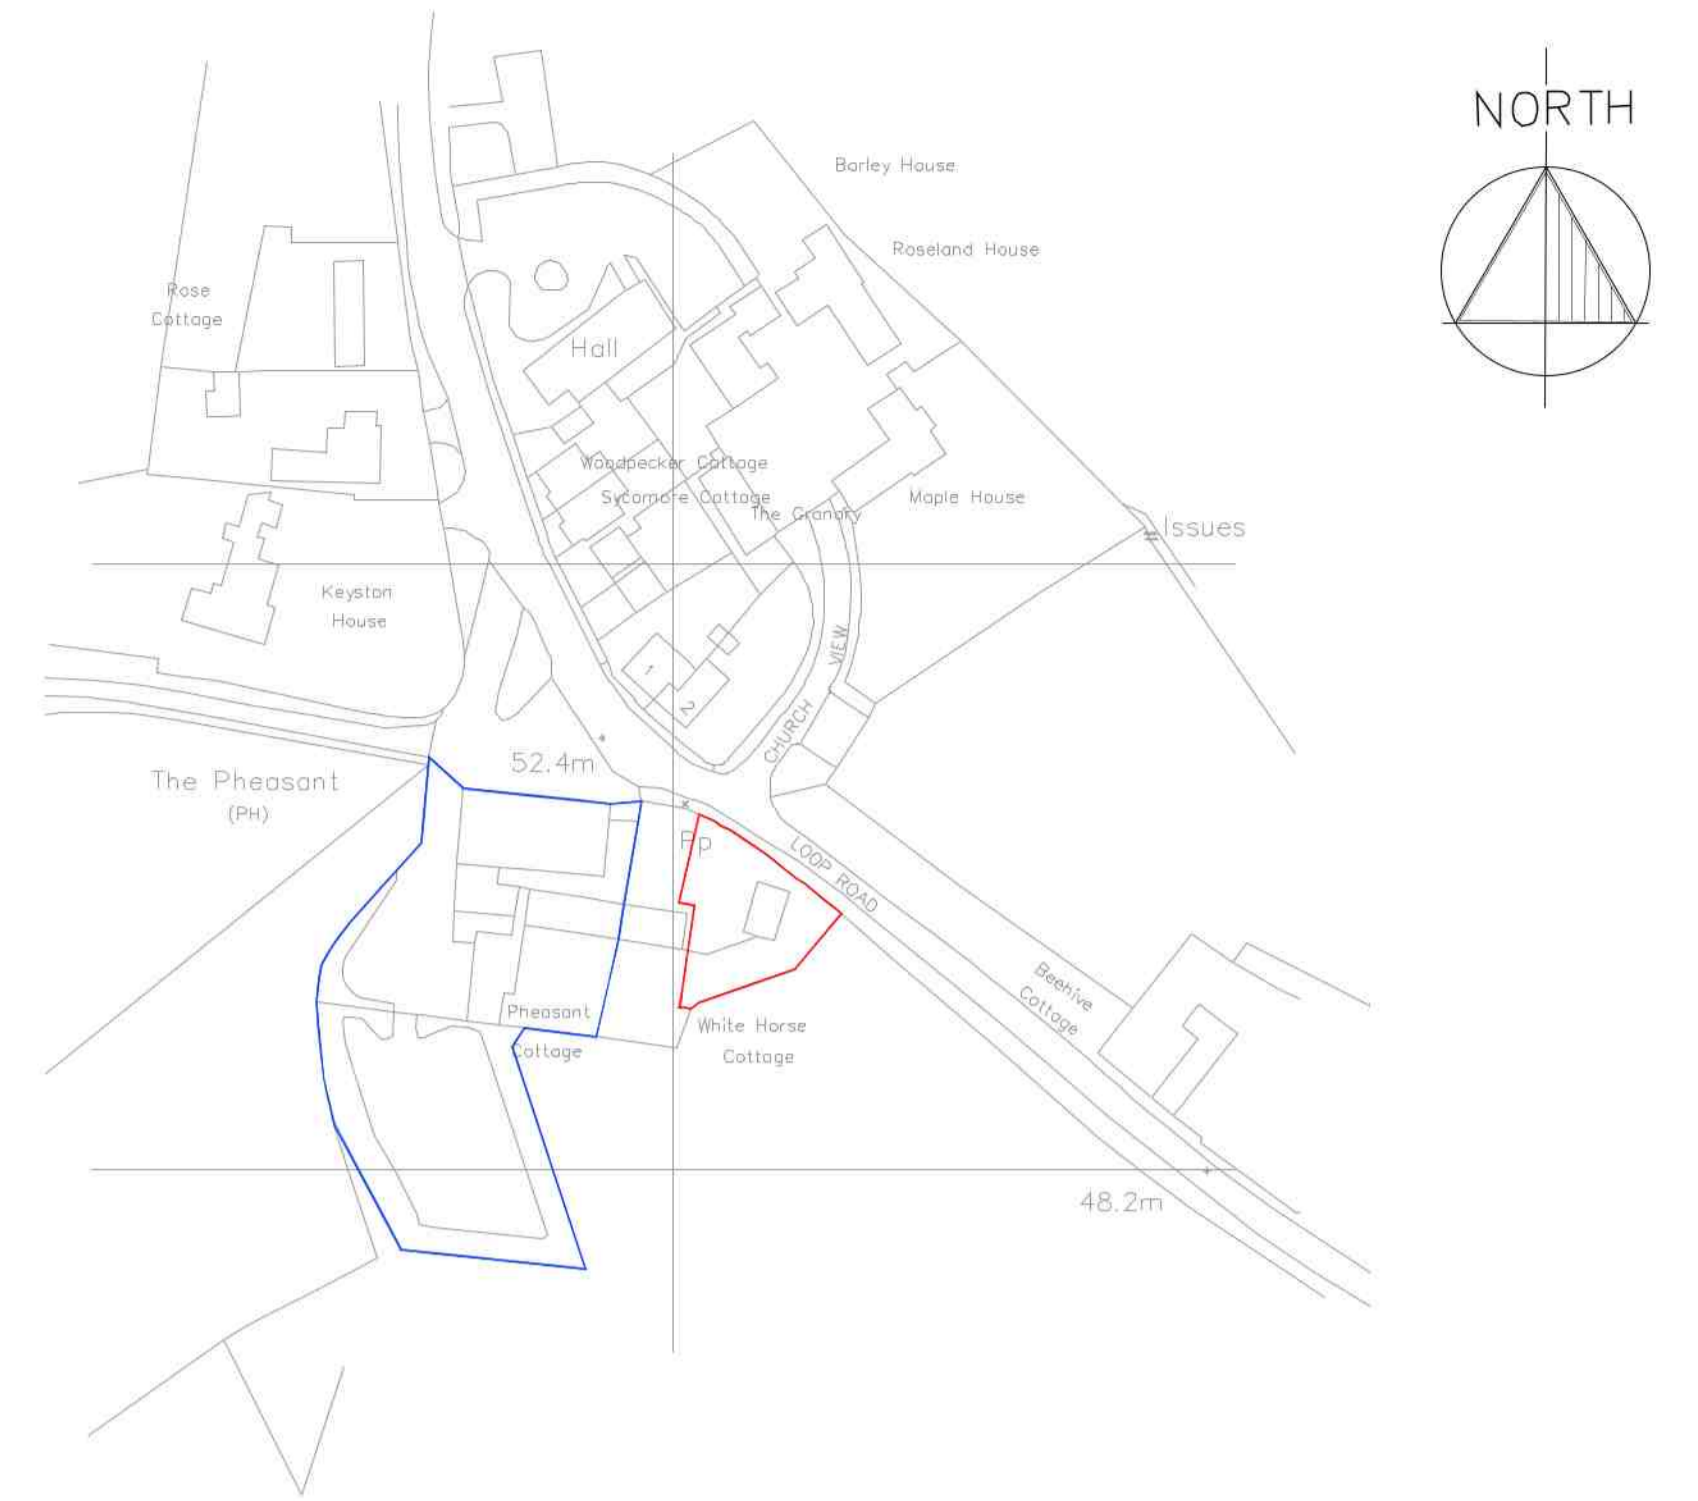 NORTH
Barley House
Roseland House
Rose
Cottage
Hall
Woodpecker Cottage
Sycamore Cottage
The Granary
Maple House
Issues
Keyston
House
1
2
CHURCH VIEW
52.4m
The Pheasant
(PH)
Pp
LOOP ROAD
Beehive
Cottage
Pheasant
Cottage
White Horse
Cottage
48.2m